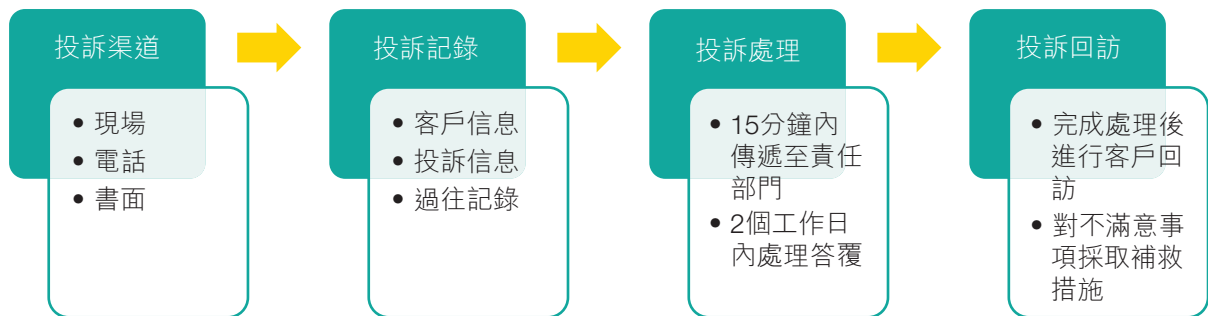 投訴渠道
• 現場
• 電話
• 書面
投訴記錄
• 客戶信息
• 投訴信息
• 過往記錄
投訴處理
• 15分鐘內
傳遞至責任
部門
• 2個工作日
內處理答覆
投訴回訪
• 完成處理後
進行客戶回
訪
• 對不滿意事
項採取補救
措施